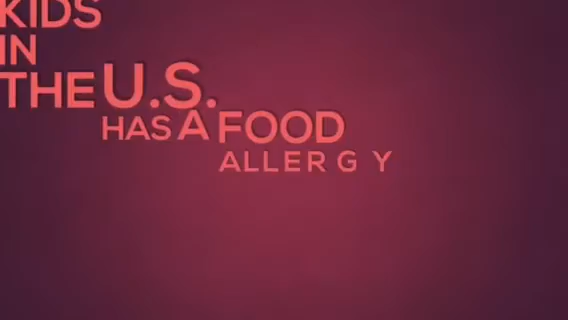 KIDS
IN
THE U.S.
HAS A FOOD
ALLERGY